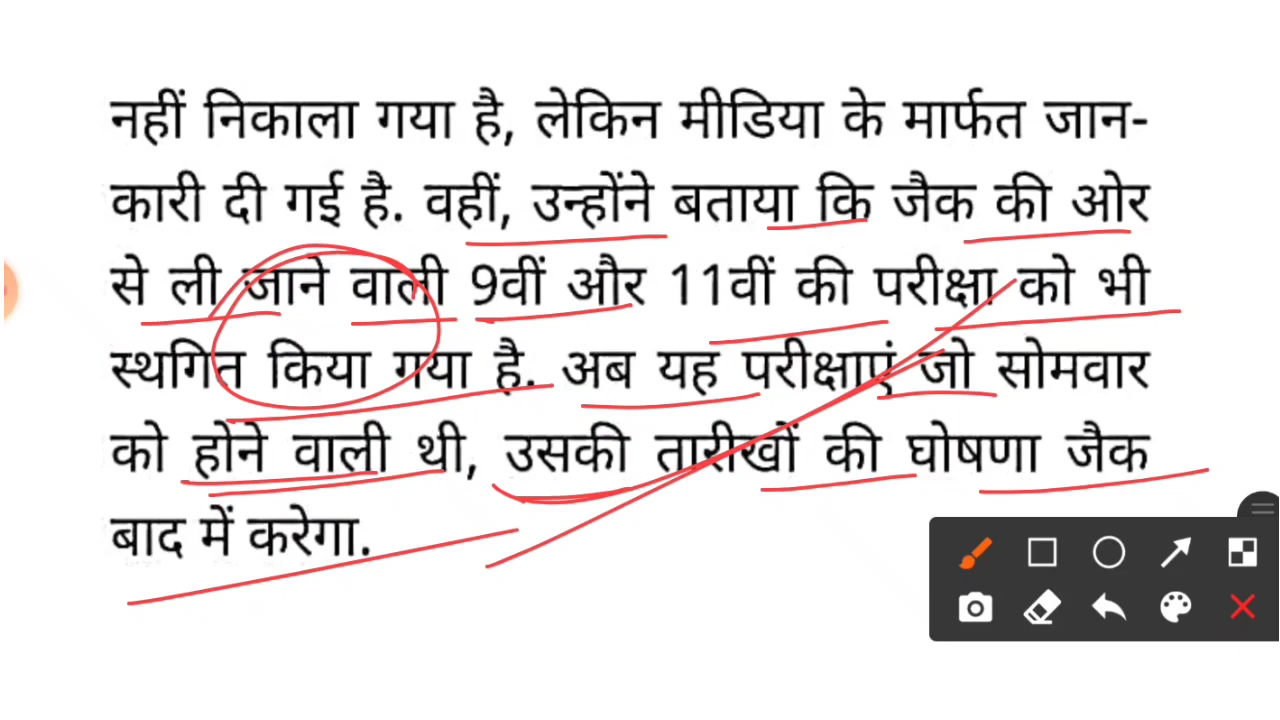 नहीं निकाला गया है, लेकिन मीडिया के मार्फत जान-
कारी दी गई है. वहीं, उन्होंने बताया कि जैक की ओर
से ली जाने वाली 9वीं और 11वीं की परीक्षा को भी
स्थगित किया गया है. अब यह परीक्षाएं जो सोमवार
को होने वाली थी, उसकी तारीखों की घोषणा जैक
बाद में करेगा.